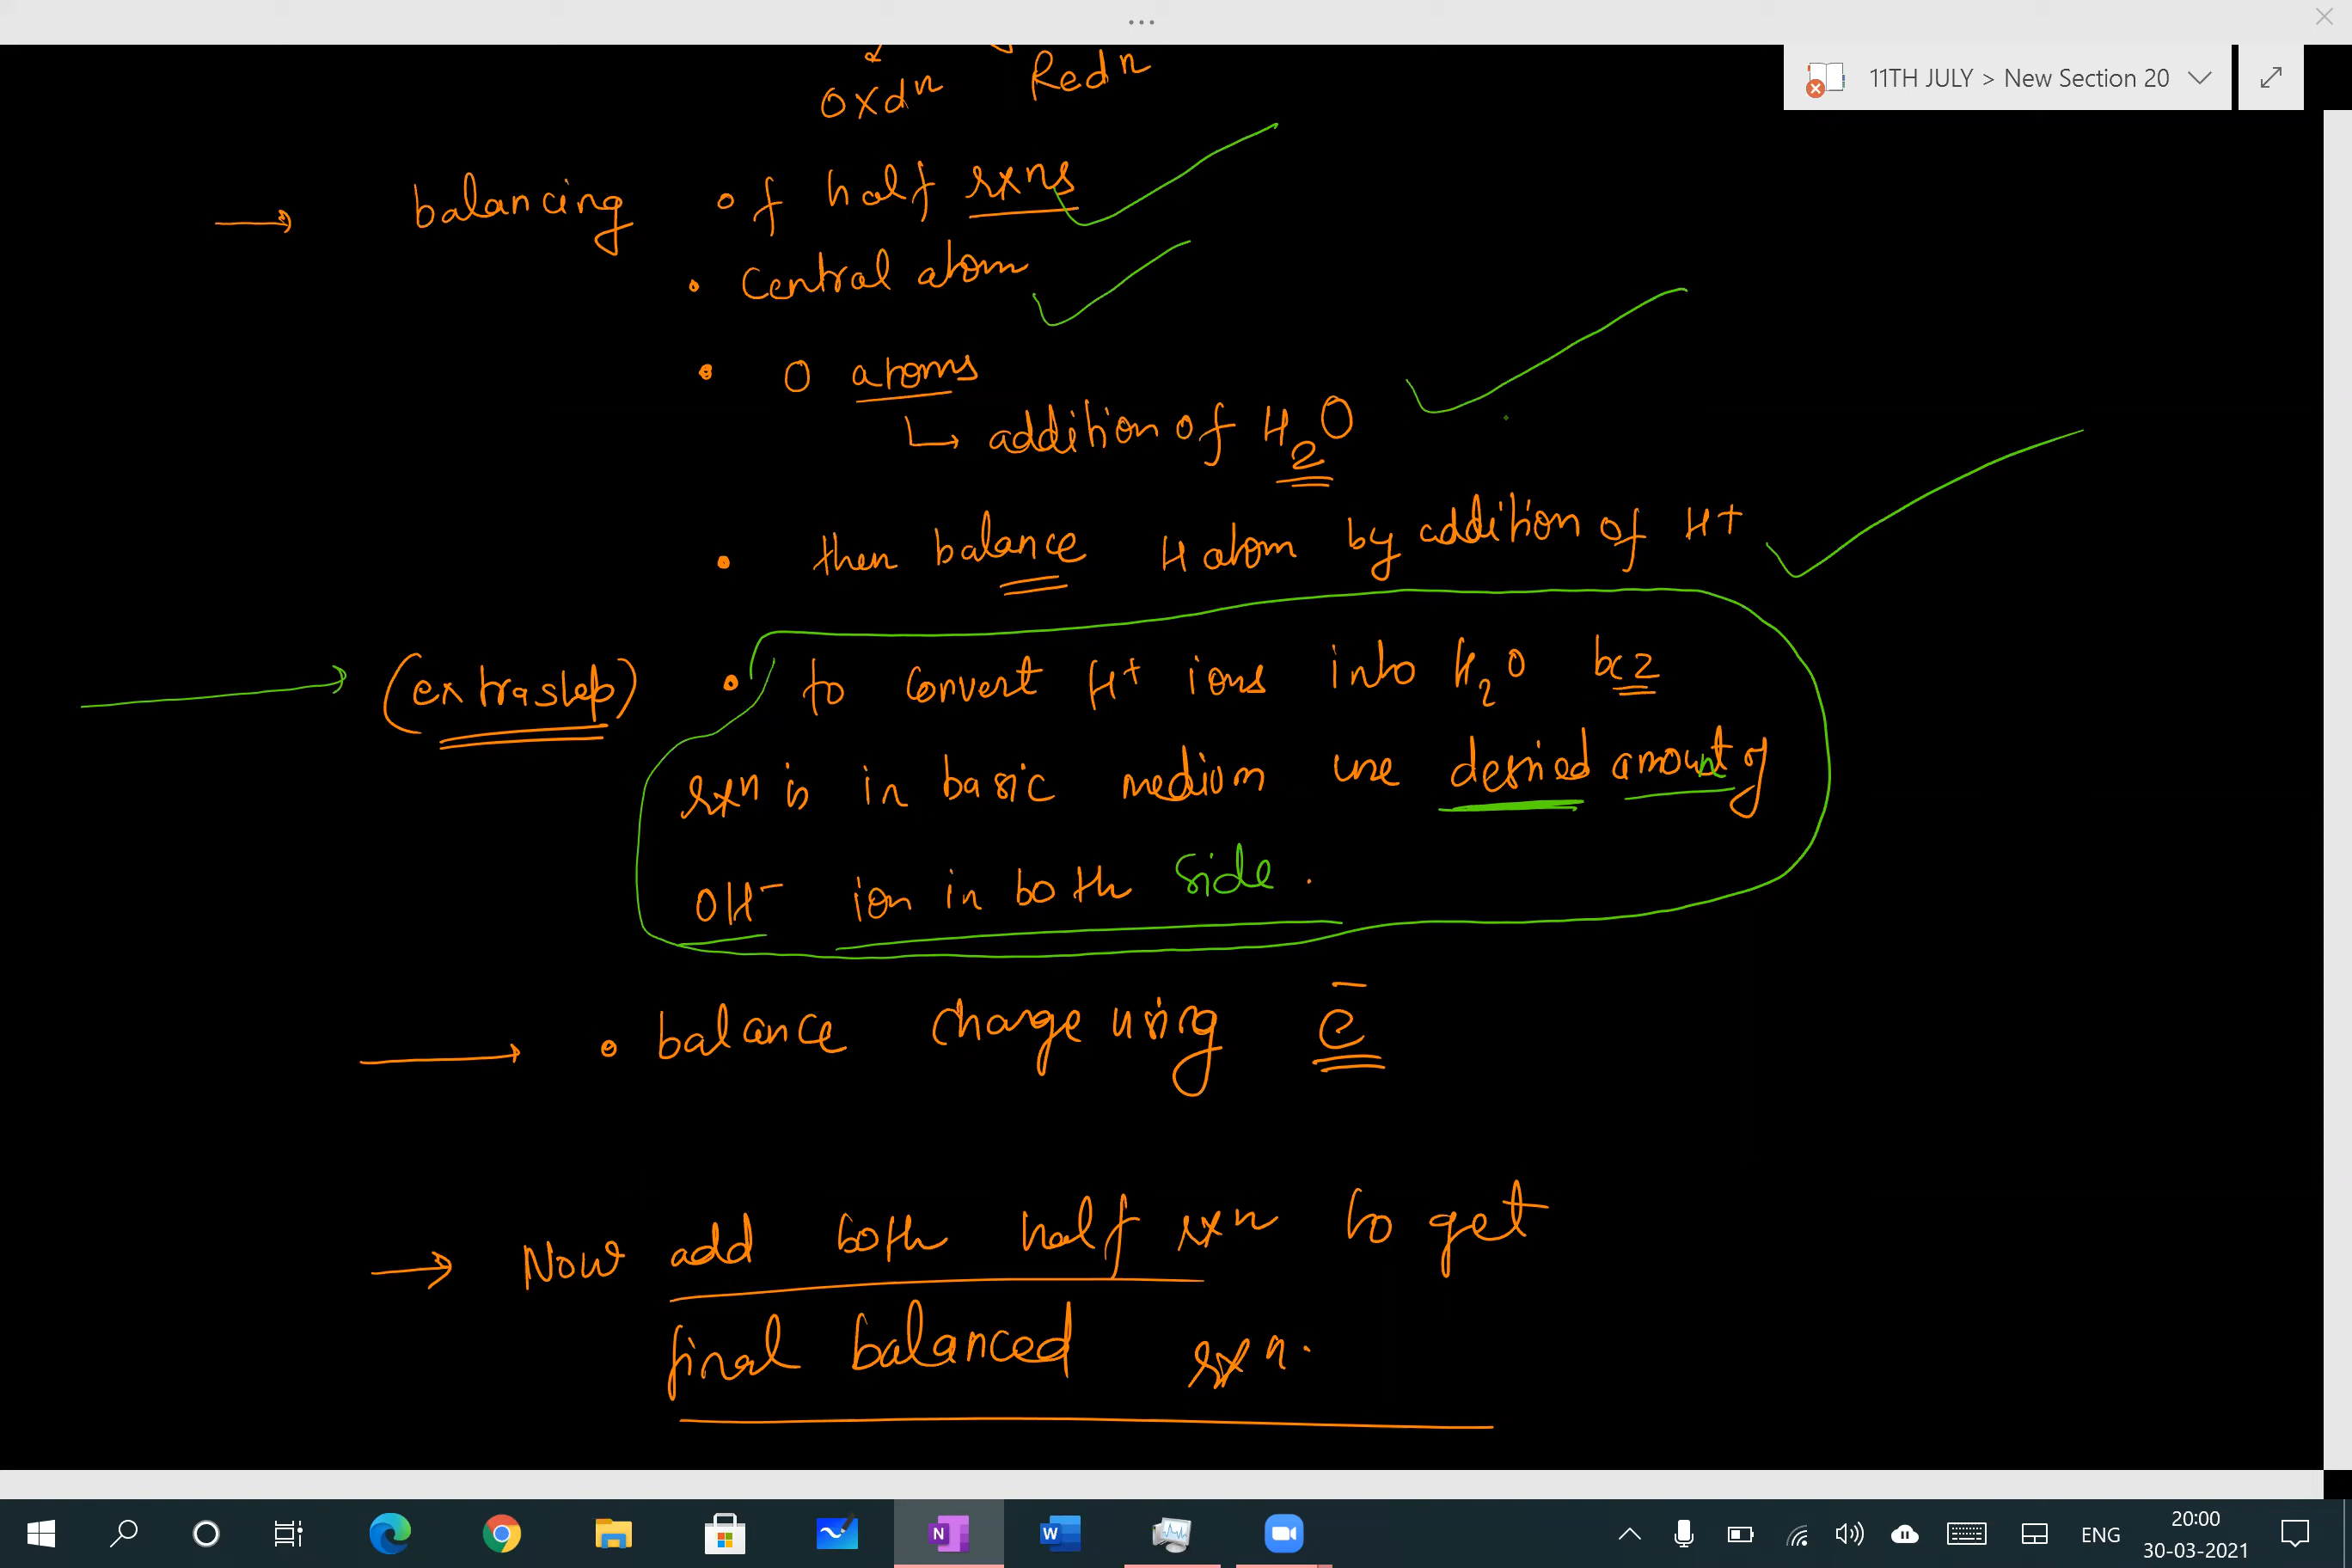 ...
11TH JULY > New Section 20
oxdⁿ Redⁿ
→ balancing of half rxns
• Central atom
• O atoms
↳ addition of H₂O
• then balance H atom by addition of H+
(extrastep) • to convert H+ ions into H₂O bcz
rxⁿ is in basic medium use desired amount of
OH⁻ ion in both side.
→ • balance charge using e⁻
→ Now add both half rxⁿ to get
final balanced rxⁿ.
ENG
20:00
30-03-2021